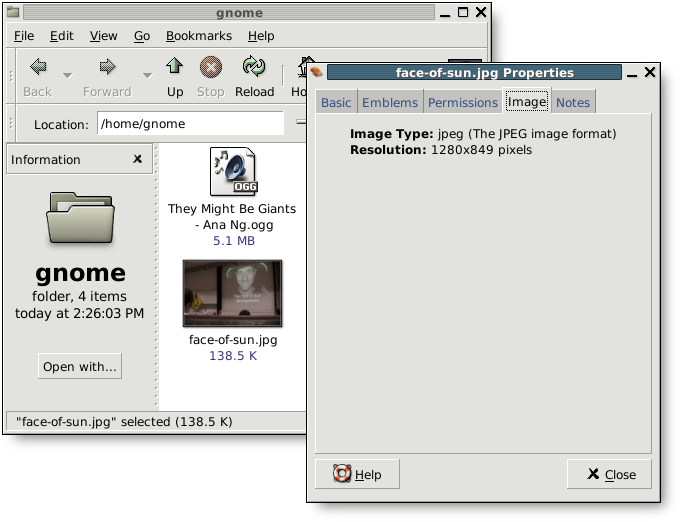 gnome
File Edit View Go Bookmarks Help
Back Forward Up Stop Reload
Location: /home/gnome
Information
gnome
folder, 4 items
today at 2:26:03 PM
Open with...
OGG
They Might Be Giants
- Ana Ng.ogg
5.1 MB
face-of-sun.jpg
138.5 K
"face-of-sun.jpg" selected (138.5 K)
face-of-sun.jpg Properties
Basic Emblems Permissions Image Notes
Image Type: jpeg (The JPEG image format)
Resolution: 1280x849 pixels
Help Close